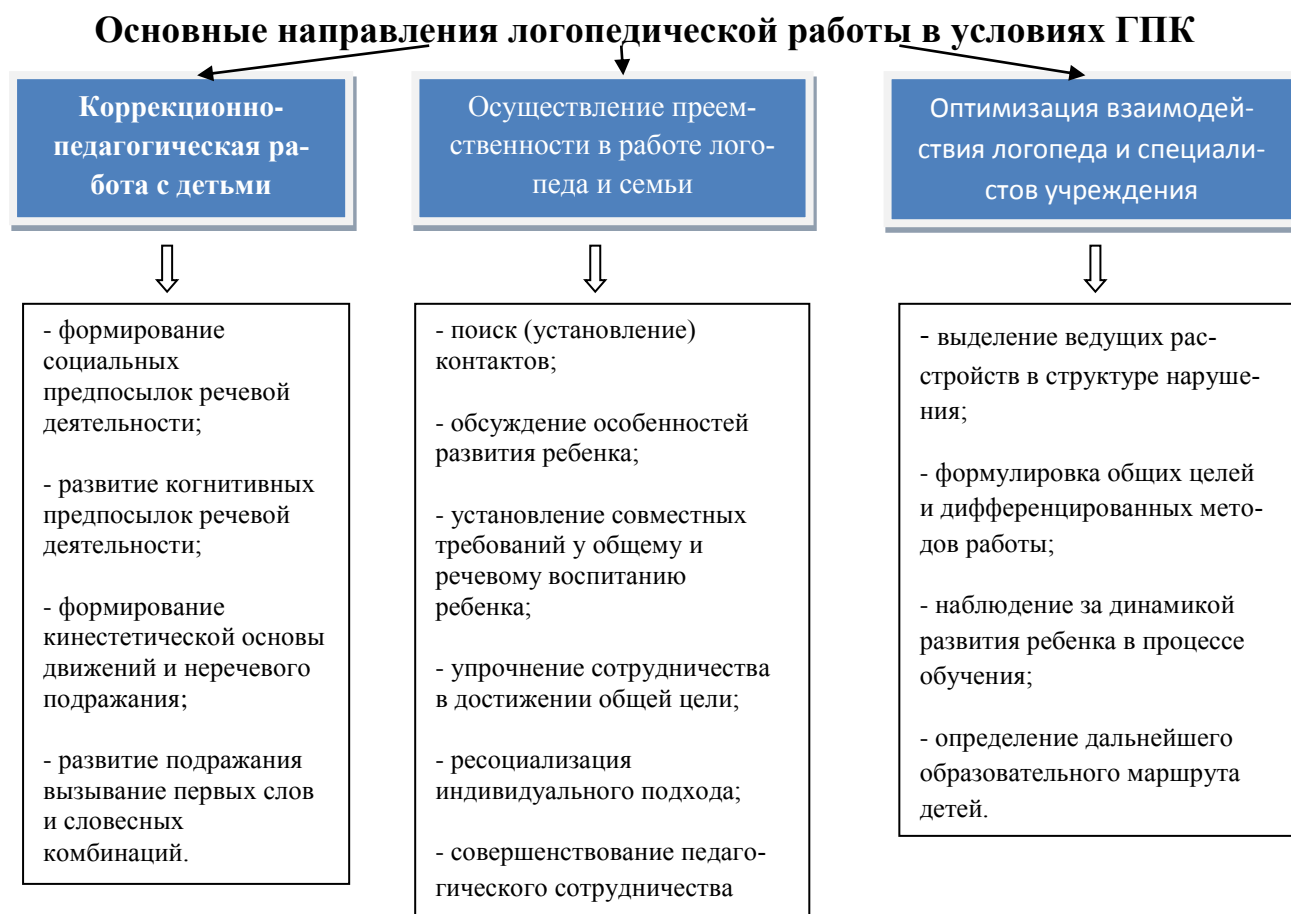 Основные направления логопедической работы в условиях ГПК
Коррекционно-
педагогическая ра-
бота с детьми
Осуществление преем-
ственности в работе лого-
педа и семьи
Оптимизация взаимодей-
ствия логопеда и специали-
стов учреждения
- формирование
социальных
предпосылок речевой
деятельности;
- развитие когнитивных
предпосылок речевой
деятельности;
- формирование
кинестетической основы
движений и неречевого
подражания;
- развитие подражания
вызывание первых слов
и словесных
комбинаций.
- поиск (установление)
контактов;
- обсуждение особенностей
развития ребенка;
- установление совместных
требований у общему и
речевому воспитанию
ребенка;
- упрочнение сотрудничества
в достижении общей цели;
- ресоциализация
индивидуального подхода;
- совершенствование педаго-
гического сотрудничества
- выделение ведущих рас-
стройств в структуре наруше-
ния;
- формулировка общих целей
и дифференцированных мето-
дов работы;
- наблюдение за динамикой
развития ребенка в процессе
обучения;
- определение дальнейшего
образовательного маршрута
детей.